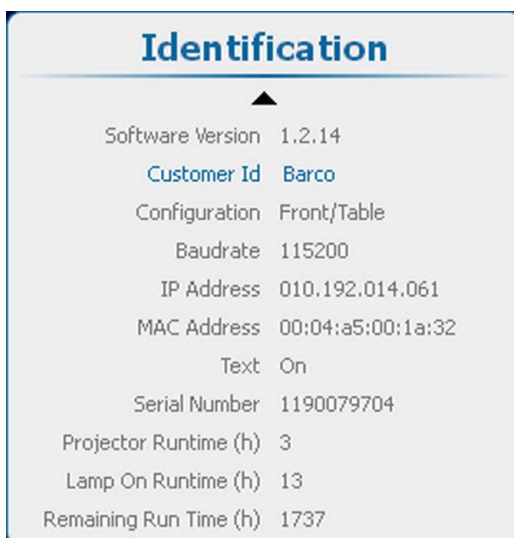 Identification
Software Version 1.2.14
Customer Id Barco
Configuration Front/Table
Baudrate 115200
IP Address 010.192.014.061
MAC Address 00:04:a5:00:1a:32
Text On
Serial Number 1190079704
Projector Runtime (h) 3
Lamp On Runtime (h) 13
Remaining Run Time (h) 1737